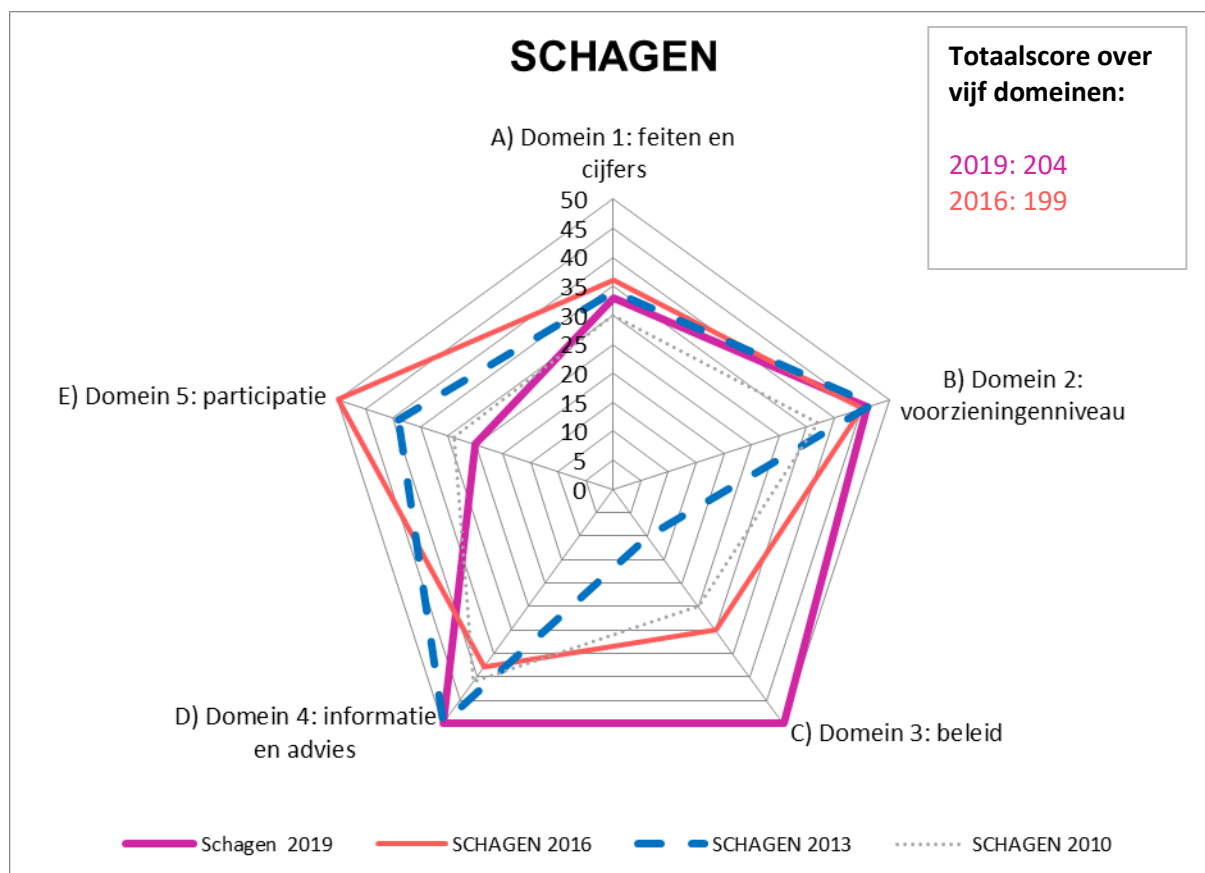 SCHAGEN
Totaalscore over
vijf domeinen:
2019: 204
2016: 199
A) Domein 1: feiten en
cijfers
50
45
40
35
30
25
20
15
10
5
0
B) Domein 2:
voorzieningenniveau
E) Domein 5: participatie
D) Domein 4: informatie
en advies
C) Domein 3: beleid
Schagen 2019
SCHAGEN 2016
SCHAGEN 2013
SCHAGEN 2010